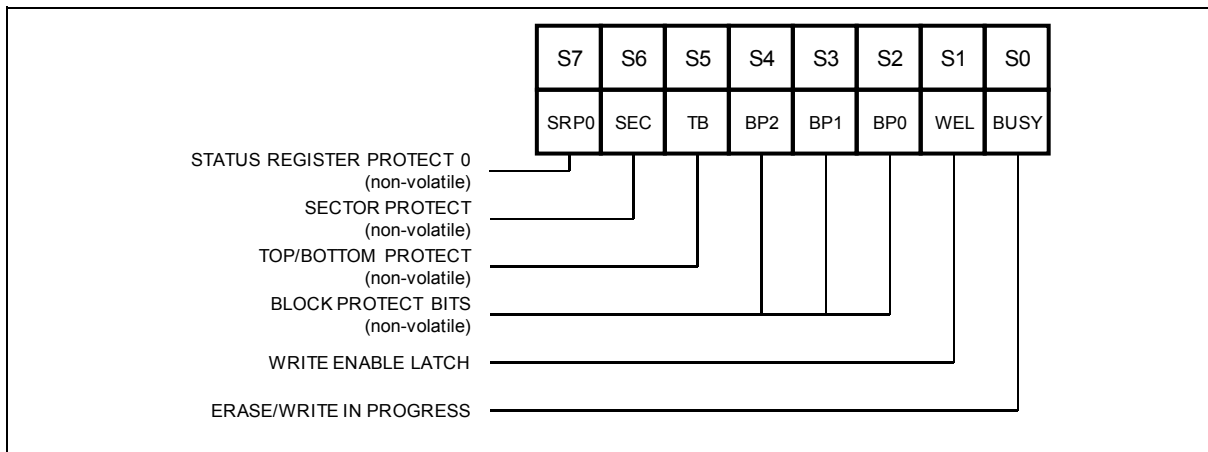 S7 S6 S5 S4 S3 S2 S1 S0
SRP0 SEC TB BP2 BP1 BP0 WEL BUSY
STATUS REGISTER PROTECT 0
(non-volatile)
SECTOR PROTECT
(non-volatile)
TOP/BOTTOM PROTECT
(non-volatile)
BLOCK PROTECT BITS
(non-volatile)
WRITE ENABLE LATCH
ERASE/WRITE IN PROGRESS